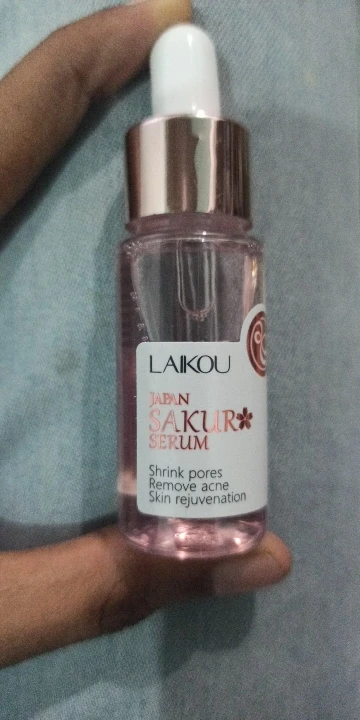 LAIKOU
JAPAN
SAKUR
SERUM
Shrink pores
Remove acne
Skin rejuvenation